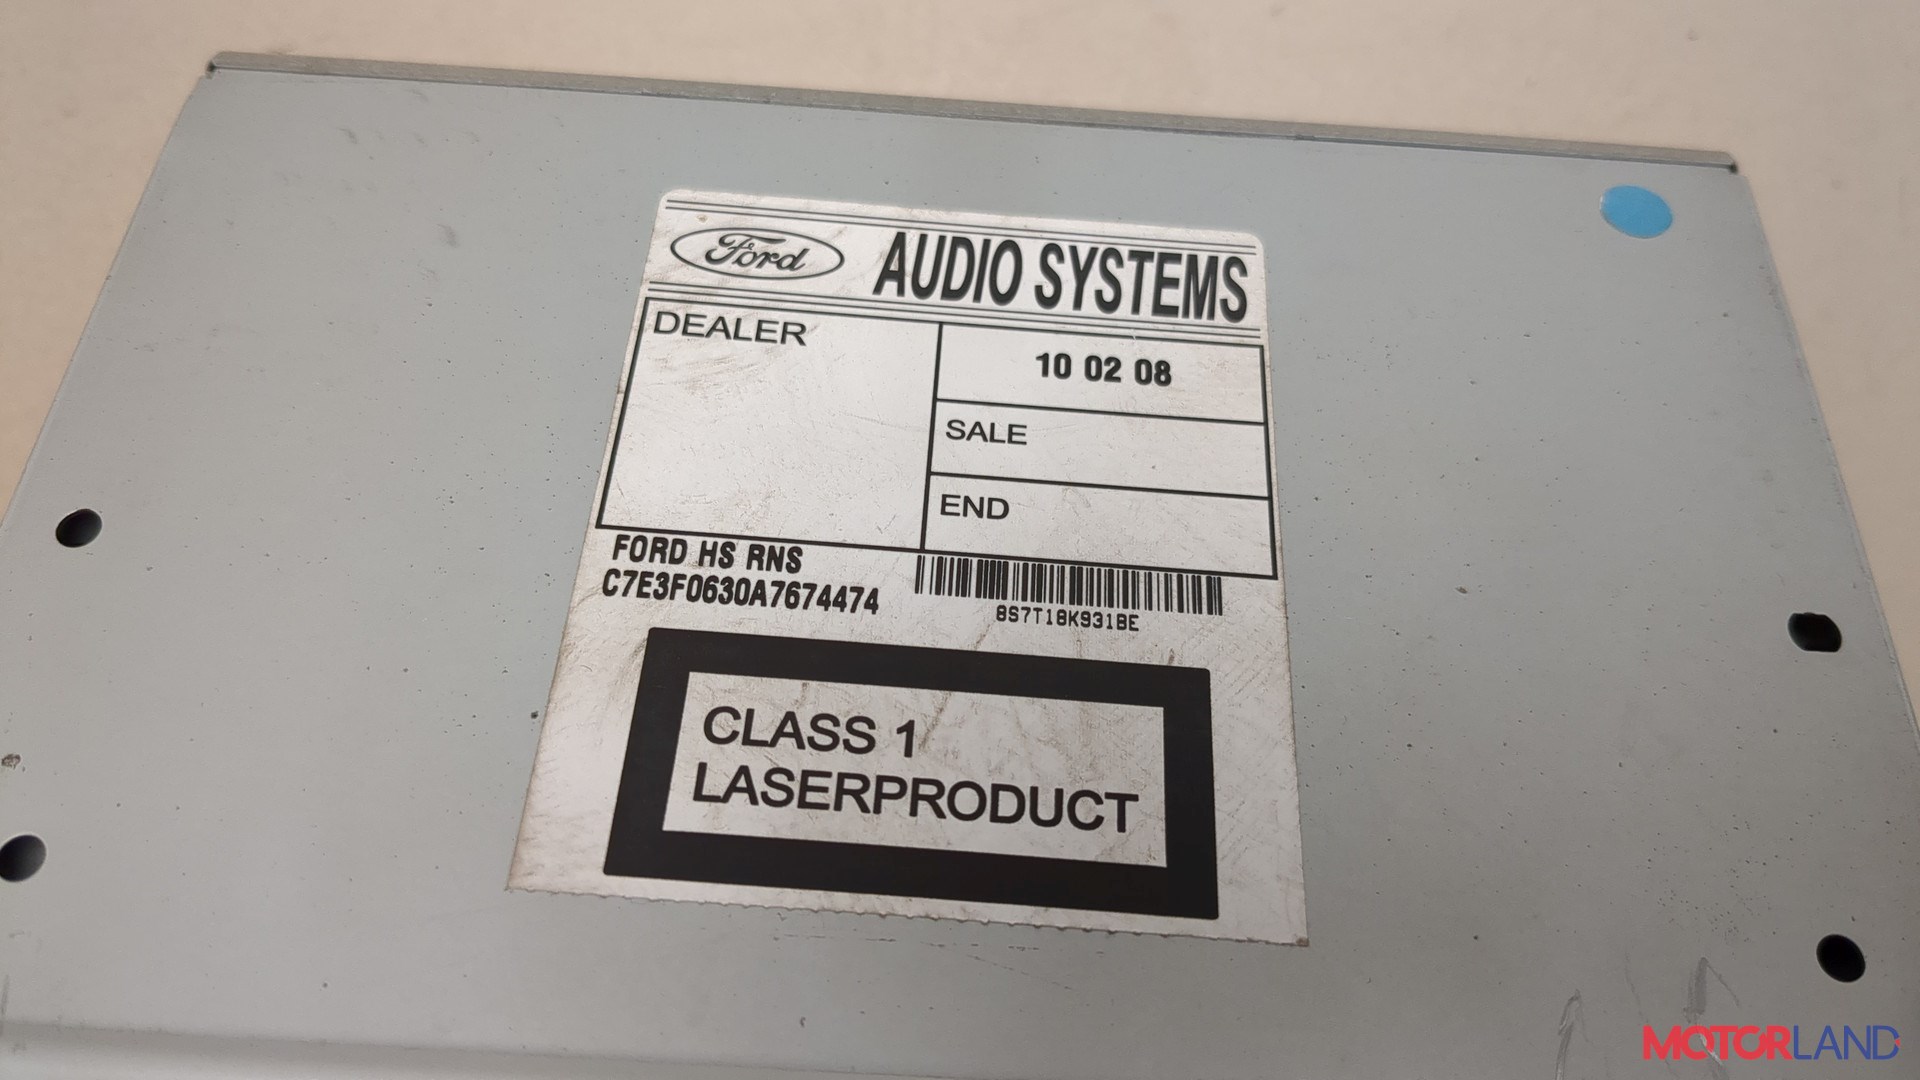 Ford AUDIO SYSTEMS
DEALER
10 02 08
SALE
END
FORD HS RNS
C7E3F0630A7674474
8S7T18K931BE
CLASS 1
LASERPRODUCT
MOTORLAND